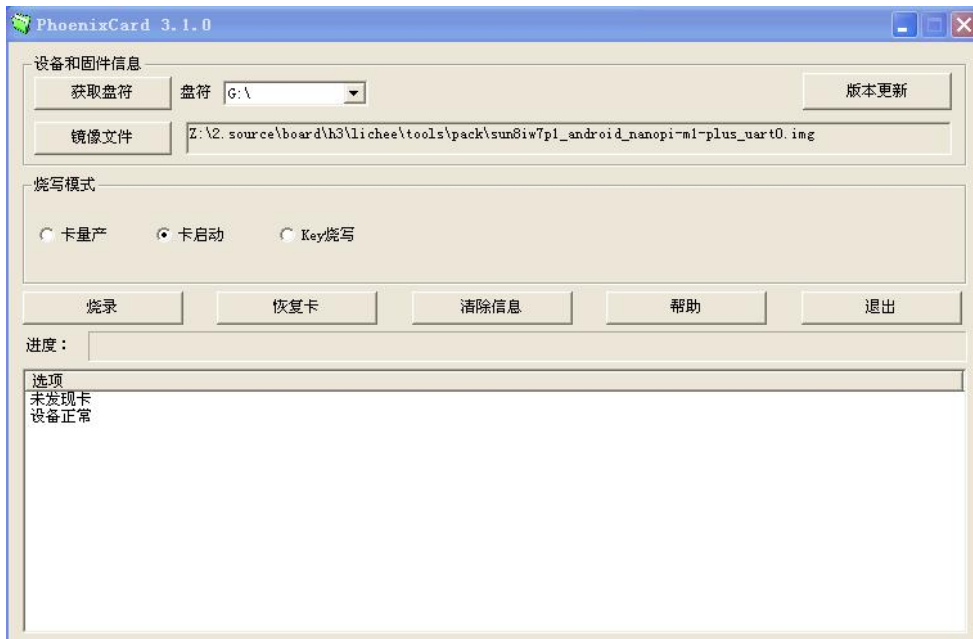 PhoenixCard 3.1.0
设备和固件信息
获取盘符 盘符 G:\ 版本更新
镜像文件 Z:\2.source\board\h3\lichee\tools\pack\sun8iw7p1_android_nanopi-m1-plus_uart0.img
烧写模式
卡量产 卡启动 Key烧写
烧录 恢复卡 清除信息 帮助 退出
进度：
选项
未发现卡
设备正常